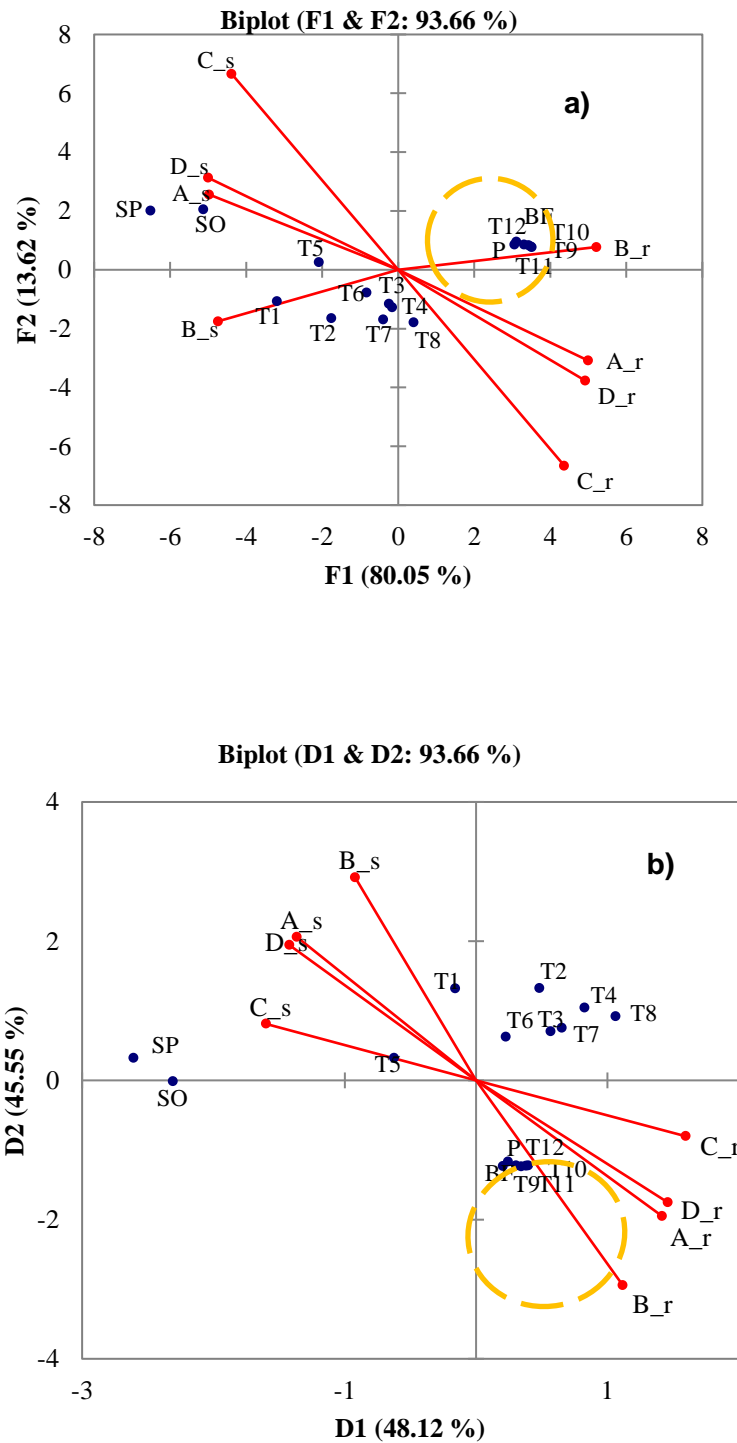 Biplot (F1 & F2: 93.66 %)
8
C_s
6
a)
4
D_s
A_s
2
SP
SO
T12
BF
T10
P
T9
B_r
T11
T5
0
T6
T3
T1
T4
B_s
T2
T7
T8
-2
A_r
D_r
-4
-6
C_r
-8
-8 -6 -4 -2 0 2 4 6 8
F1 (80.05 %)
F2 (13.62 %)
Biplot (D1 & D2: 93.66 %)
4
B_s
b)
A_s
D_s
2
T1
T2
T4
C_s
T6
T3
T7
T8
SP
T5
SO
0
P
T12
T10
T9
T11
C_r
-2
D_r
A_r
B_r
-4
-3 -1 1
D1 (48.12 %)
D2 (45.55 %)